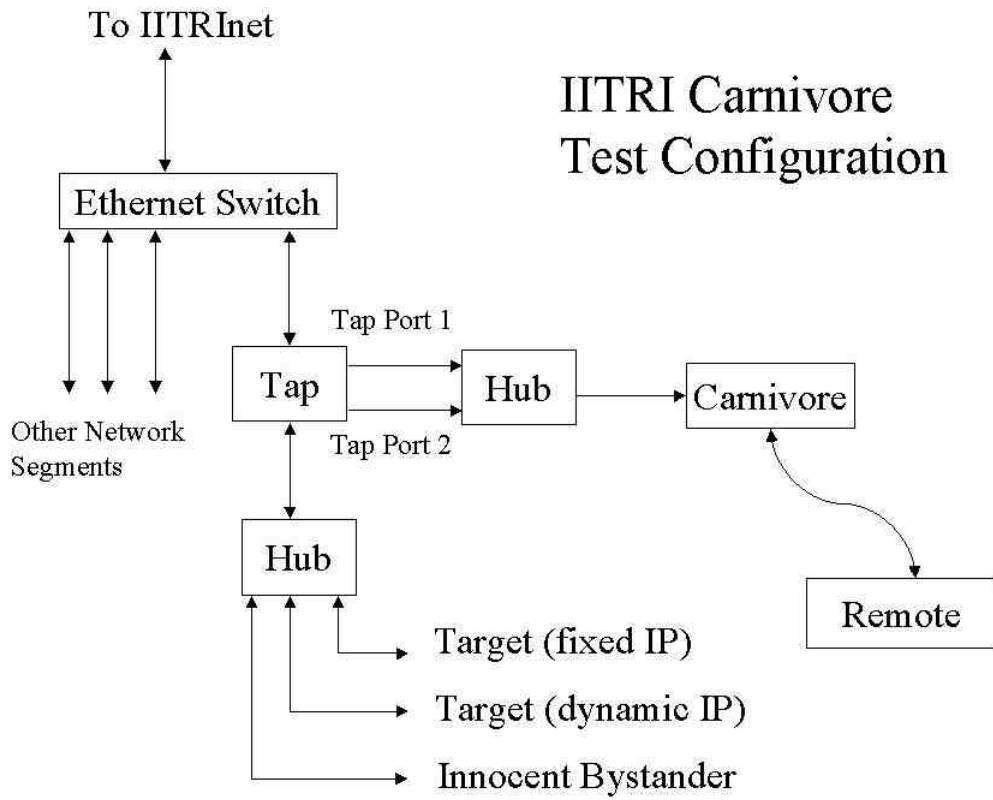 To IITRInet
IITRI Carnivore
Test Configuration
Ethernet Switch
Tap Port 1
Tap
Hub
Carnivore
Tap Port 2
Other Network
Segments
Hub
Remote
Target (fixed IP)
Target (dynamic IP)
Innocent Bystander